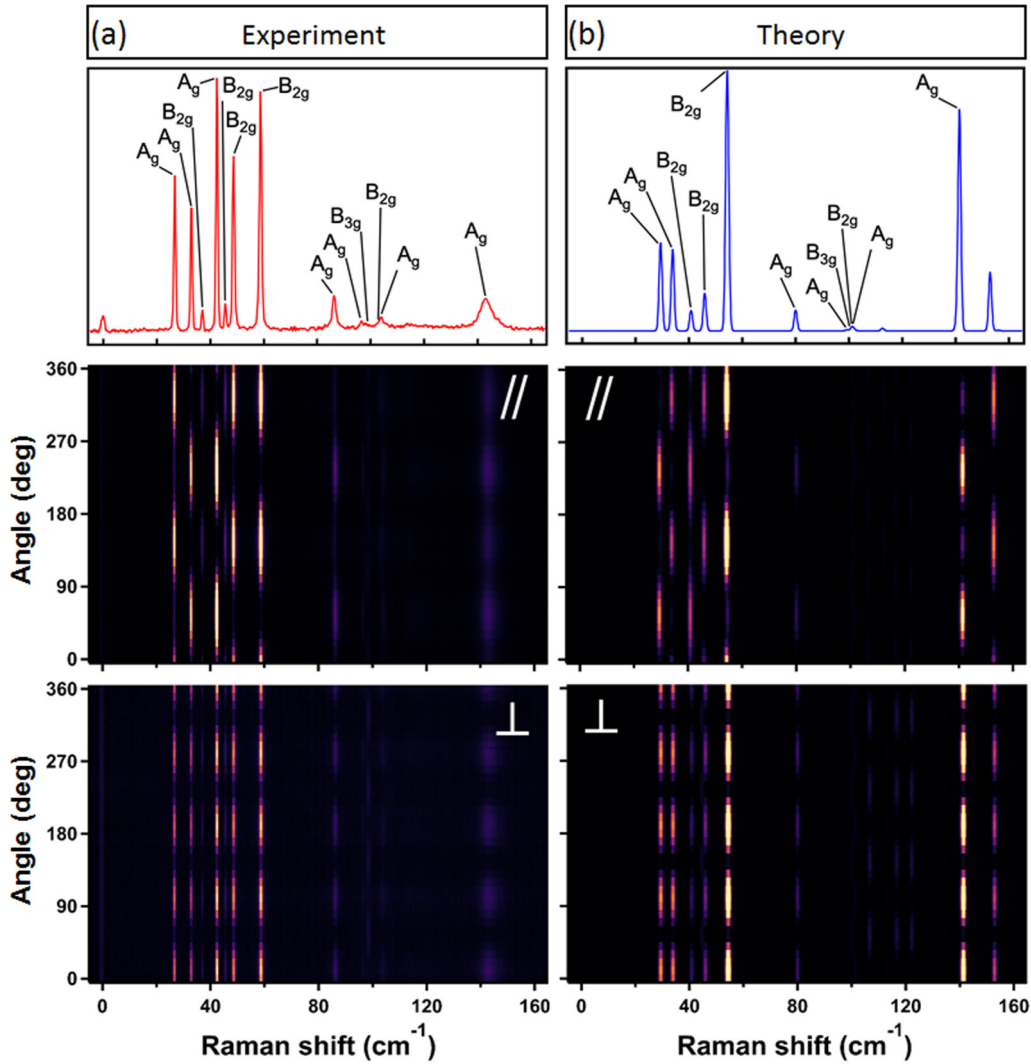 (a) Experiment
(b) Theory
Ag
B2g
B2g
Ag
B2g
B2g
Ag
Ag
B3g
Ag
B2g
Ag
Ag
B2g
Ag
B2g
Ag
Ag
B2g
Ag
B2g
B3g
Ag
Ag
Ag
//
//
Angle (deg)
360
270
180
90
0
⊥
⊥
Angle (deg)
360
270
180
90
0
0 40 80 120 160
0 40 80 120 160
Raman shift (cm-1)
Raman shift (cm-1)